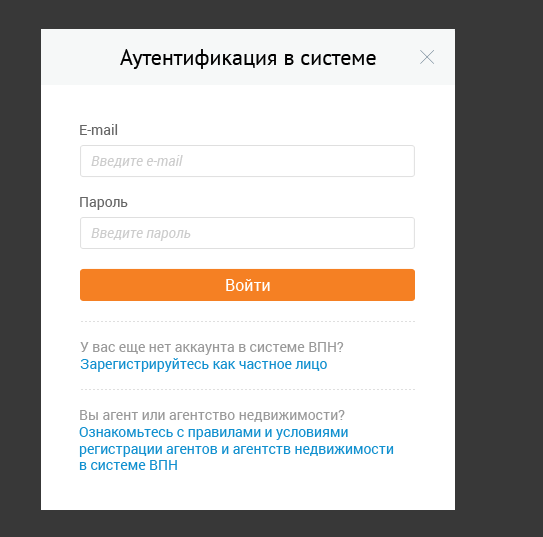 Аутентификация в системе
E-mail
Введите e-mail
Пароль
Введите пароль
Войти
У вас еще нет аккаунта в системе ВПН?
Зарегистрируйтесь как частное лицо
Вы агент или агентство недвижимости?
Ознакомьтесь с правилами и условиями
регистрации агентов и агентств недвижимости
в системе ВПН